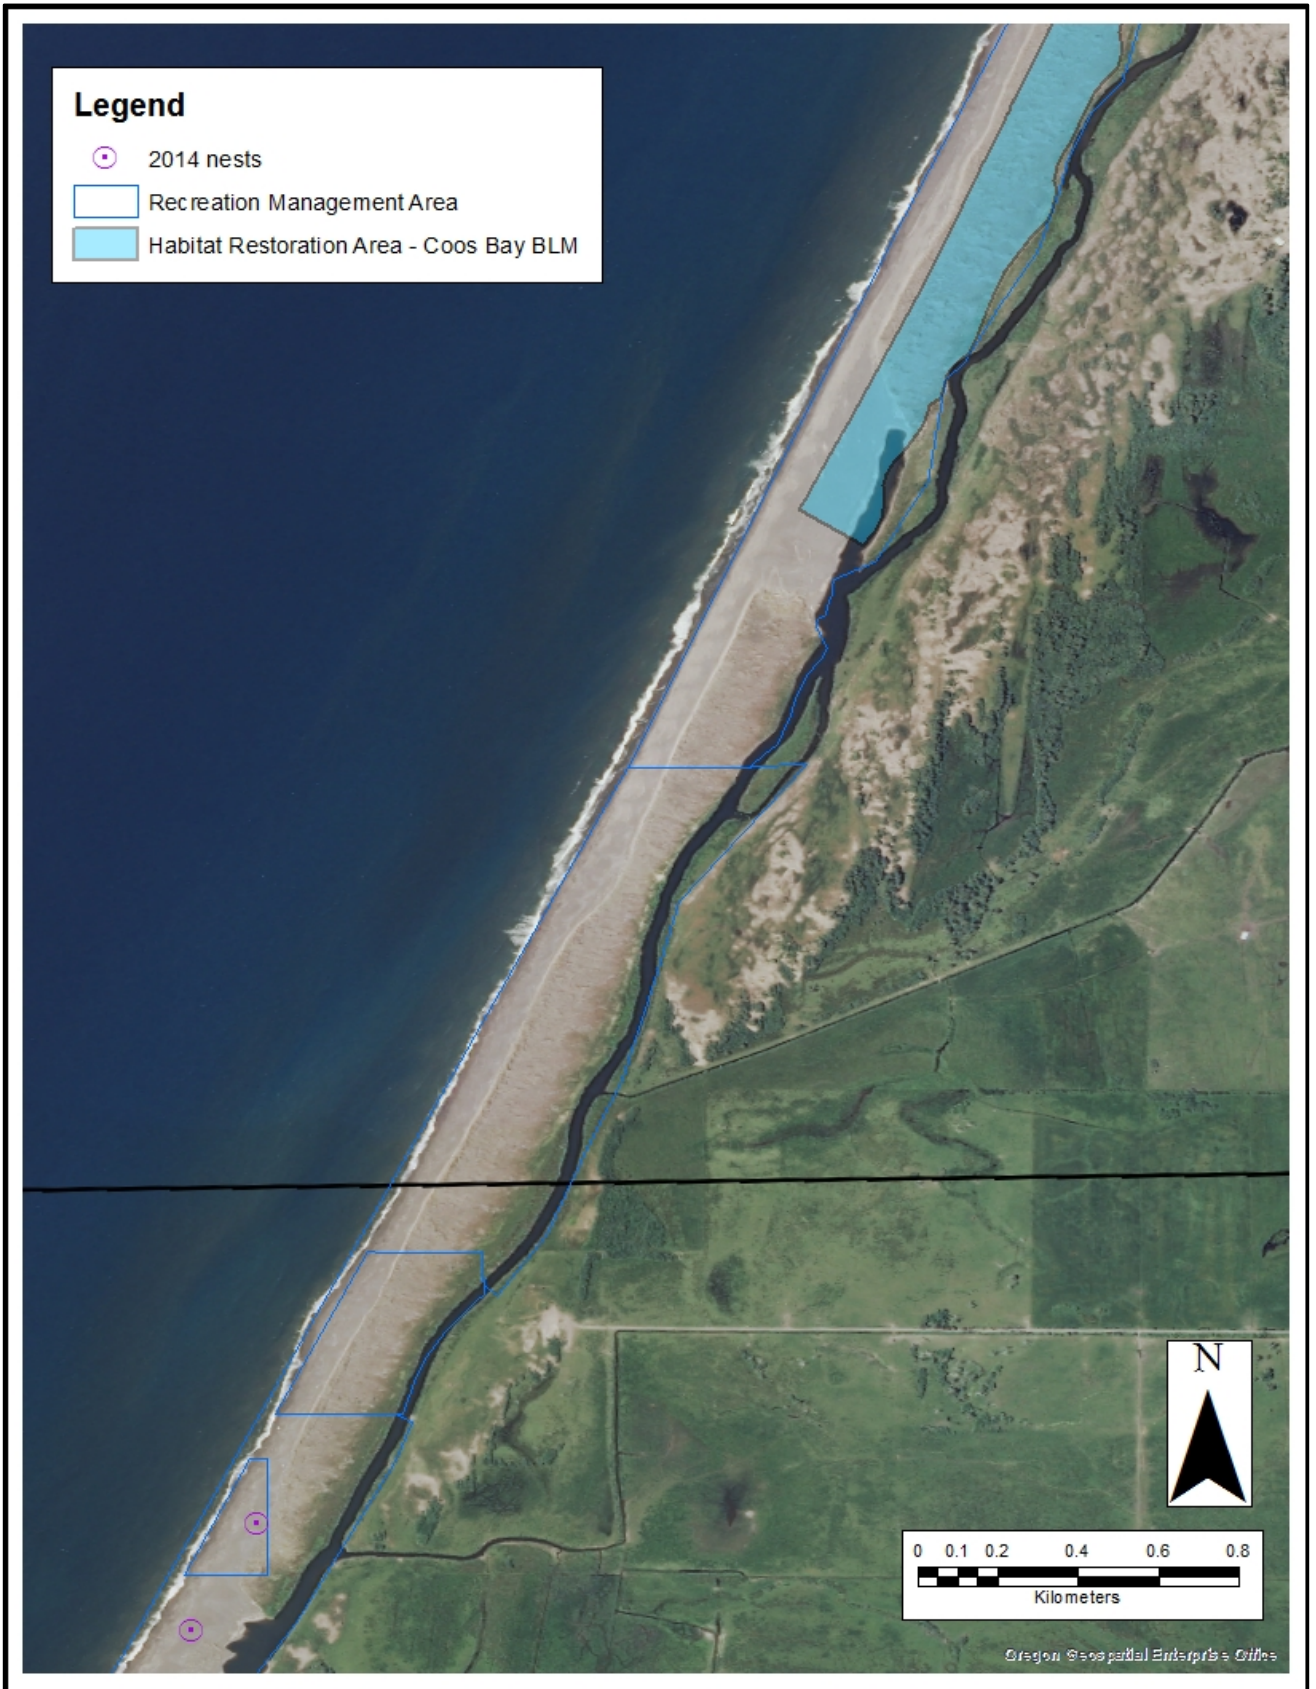 Legend
2014 nests
Recreation Management Area
Habitat Restoration Area - Coos Bay BLM
N
0 0.1 0.2 0.4 0.6 0.8
Kilometers
Oregon Geospatial Enterprise Office